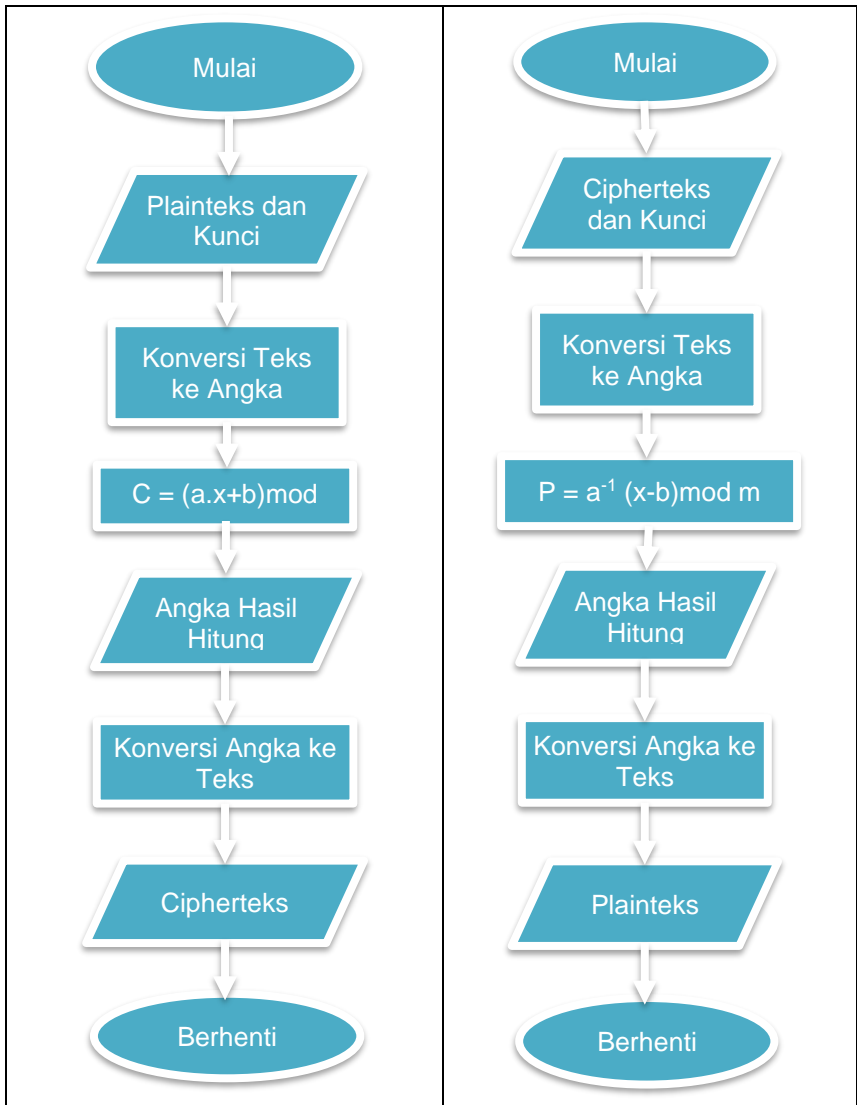 Mulai
Plainteks dan
Kunci
Konversi Teks
ke Angka
C = (a.x+b)mod
Angka Hasil
Hitung
Konversi Angka ke
Teks
Cipherteks
Berhenti
Mulai
Cipherteks
dan Kunci
Konversi Teks
ke Angka
P = a⁻¹ (x-b)mod m
Angka Hasil
Hitung
Konversi Angka ke
Teks
Plainteks
Berhenti